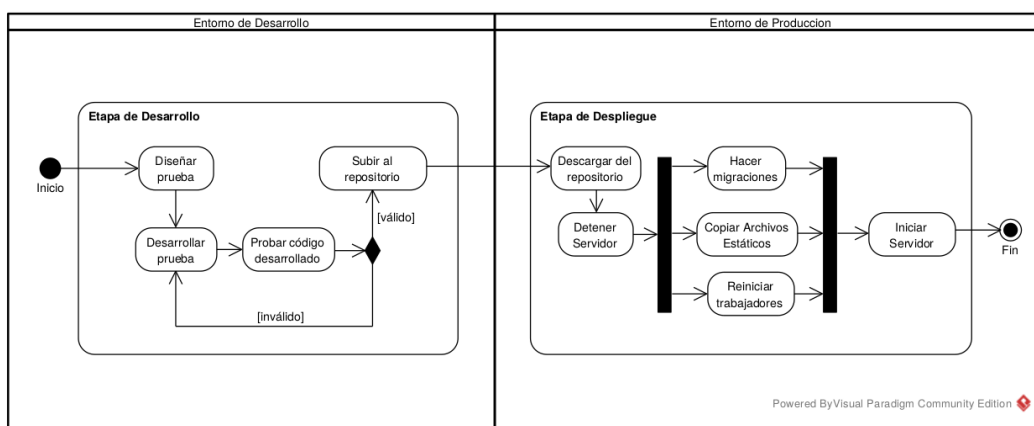 Entorno de Desarrollo
Entorno de Produccion
Etapa de Desarrollo
Inicio
Diseñar
prueba
Subir al
repositorio
[válido]
Desarrollar
prueba
Probar código
desarrollado
[inválido]
Etapa de Despliegue
Descargar del
repositorio
Detener
Servidor
Hacer
migraciones
Copiar Archivos
Estáticos
Reiniciar
trabajadores
Iniciar
Servidor
Fin
Powered ByVisual Paradigm Community Edition